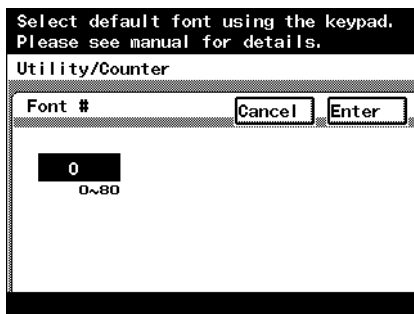 Select default font using the keypad.
Please see manual for details.
Utility/Counter
Font #
Cancel
Enter
0
0~80